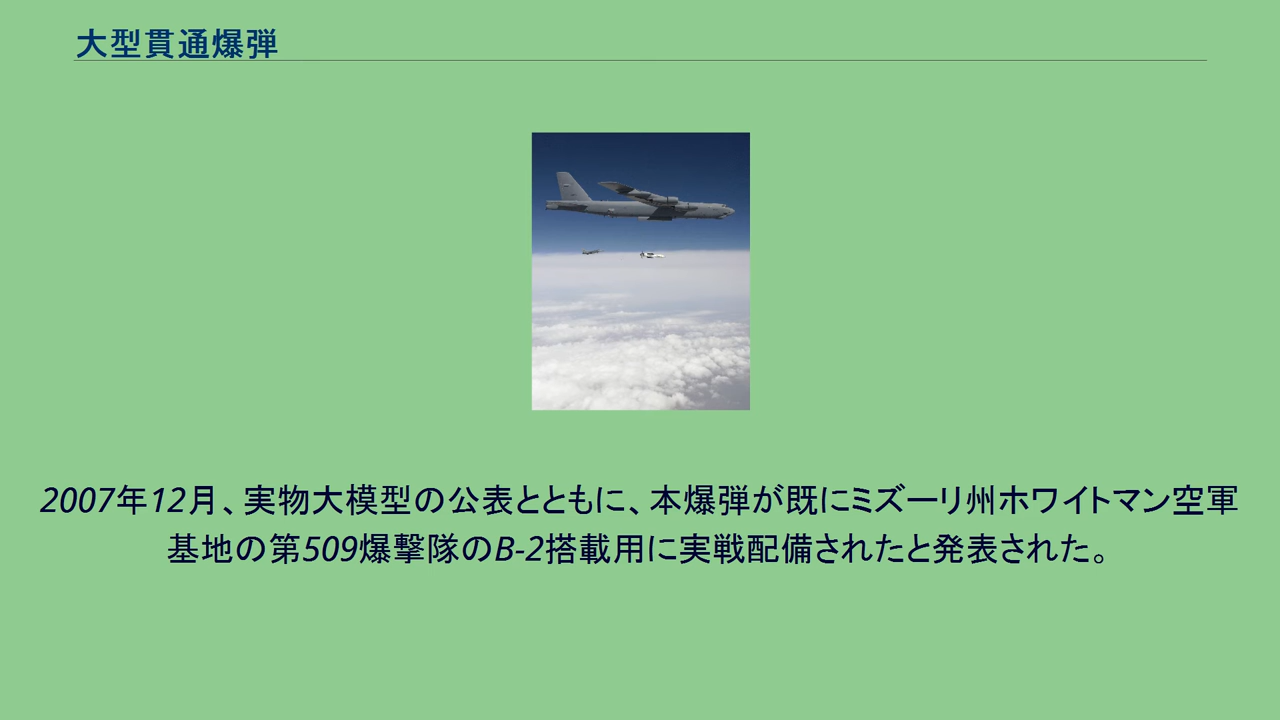 大型貫通爆弾
2007年12月、実物大模型の公表とともに、本爆弾が既にミズーリ州ホワイトマン空軍
基地の第509爆撃隊のB-2搭載用に実戦配備されたと発表された。